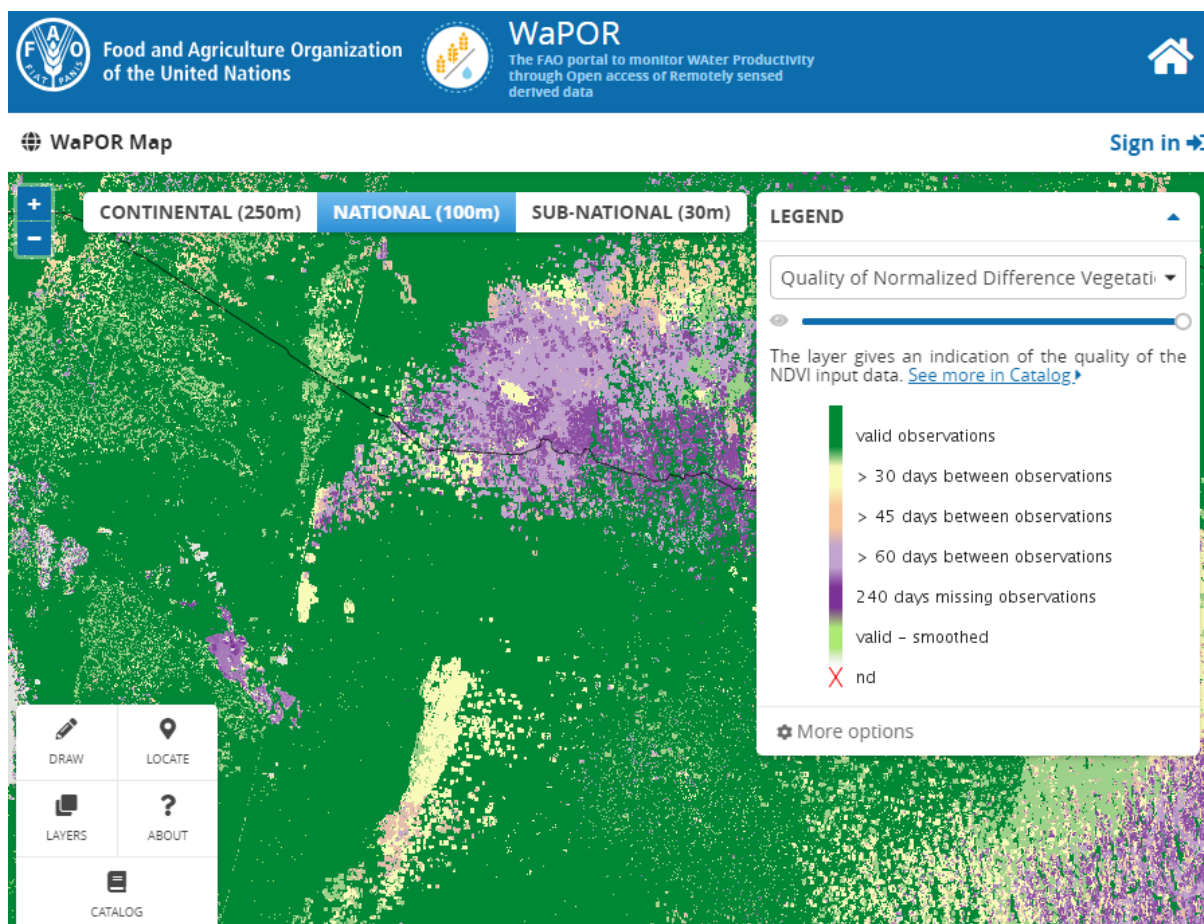 FAO
FIAT PANIS
Food and Agriculture Organization
of the United Nations
WaPOR
The FAO portal to monitor WAter Productivity
through Open access of Remotely sensed
derived data
WaPOR Map
Sign in
+
CONTINENTAL (250m)
NATIONAL (100m)
SUB-NATIONAL (30m)
−
LEGEND
Quality of Normalized Difference Vegetati
The layer gives an indication of the quality of the
NDVI input data. See more in Catalog
valid observations
> 30 days between observations
> 45 days between observations
> 60 days between observations
240 days missing observations
valid – smoothed
nd
More options
DRAW
LOCATE
LAYERS
?
ABOUT
CATALOG